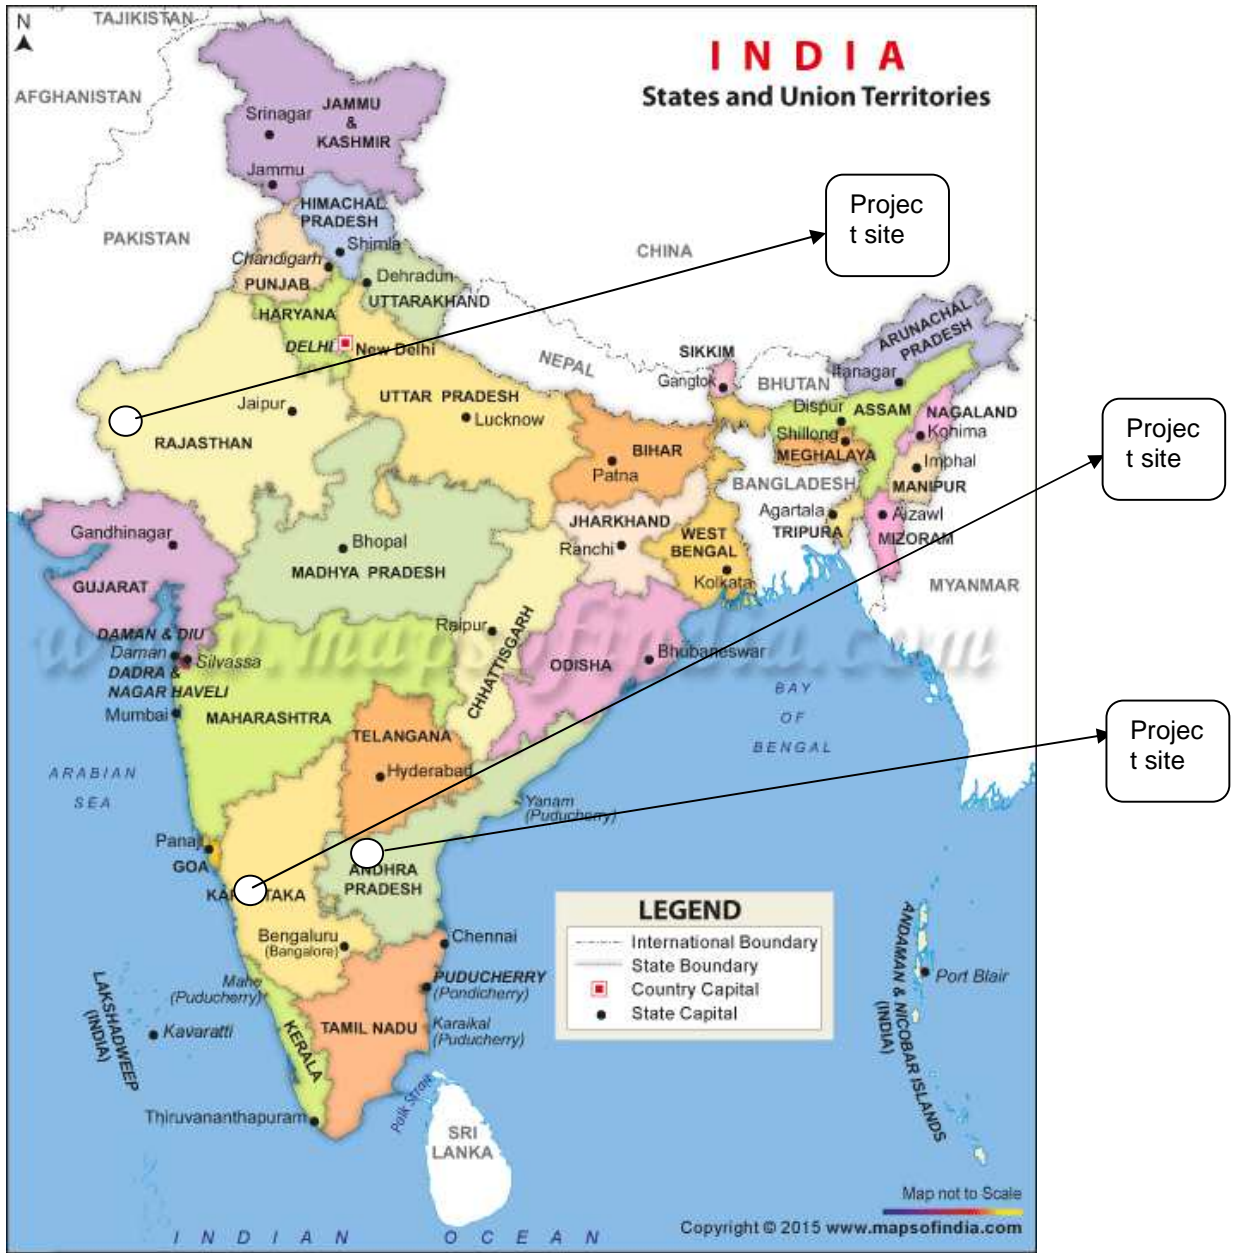 N
TAJIKISTAN
INDIA
States and Union Territories
AFGHANISTAN
JAMMU
&
KASHMIR
Srinagar
Jammu
HIMACHAL
PRADESH
Projec
t site
PAKISTAN
Shimla
CHINA
Chandigarh
PUNJAB
Dehradun
UTTARAKHAND
HARYANA
DELHI
New Delhi
ARUNACHAL
PRADESH
SIKKIM
NEPAL
Gangtok
BHUTAN
Itanagar
UTTAR PRADESH
Jaipur
Lucknow
Dispur
ASSAM
NAGALAND
RAJASTHAN
Shillong
Kohima
MEGHALAYA
BIHAR
Patna
Imphal
MANIPUR
Projec
t site
BANGLADESH
Gandhinagar
JHARKHAND
Agartala
Aizawl
TRIPURA
MIZORAM
WEST
BENGAL
Bhopal
Ranchi
MADHYA PRADESH
Kolkata
GUJARAT
MYANMAR
www.mapsofindia.com
Raipur
CHHATTISGARH
DAMAN & DIU
Daman
Silvassa
DADRA &
NAGAR HAVELI
ODISHA
Bhubaneswar
Mumbai
MAHARASHTRA
BAY
OF
BENGAL
TELANGANA
Hyderabad
Projec
t site
ARABIAN
SEA
Yanam
(Puducherry)
Panaji
GOA
ANDHRA
PRADESH
KA
TAKA
LEGEND
International Boundary
State Boundary
Country Capital
State Capital
Bengaluru
(Bangalore)
Chennai
Mahe
(Puducherry)
PUDUCHERRY
(Pondicherry)
LAKSHADWEEP
(INDIA)
Kavaratti
KERALA
TAMIL NADU
Karaikal
(Puducherry)
ANDAMAN & NICOBAR ISLANDS
(INDIA)
Port Blair
Thiruvananthapuram
Palk Strait
SRI
LANKA
Map not to Scale
Copyright © 2015 www.mapsofindia.com
INDIAN OCEAN